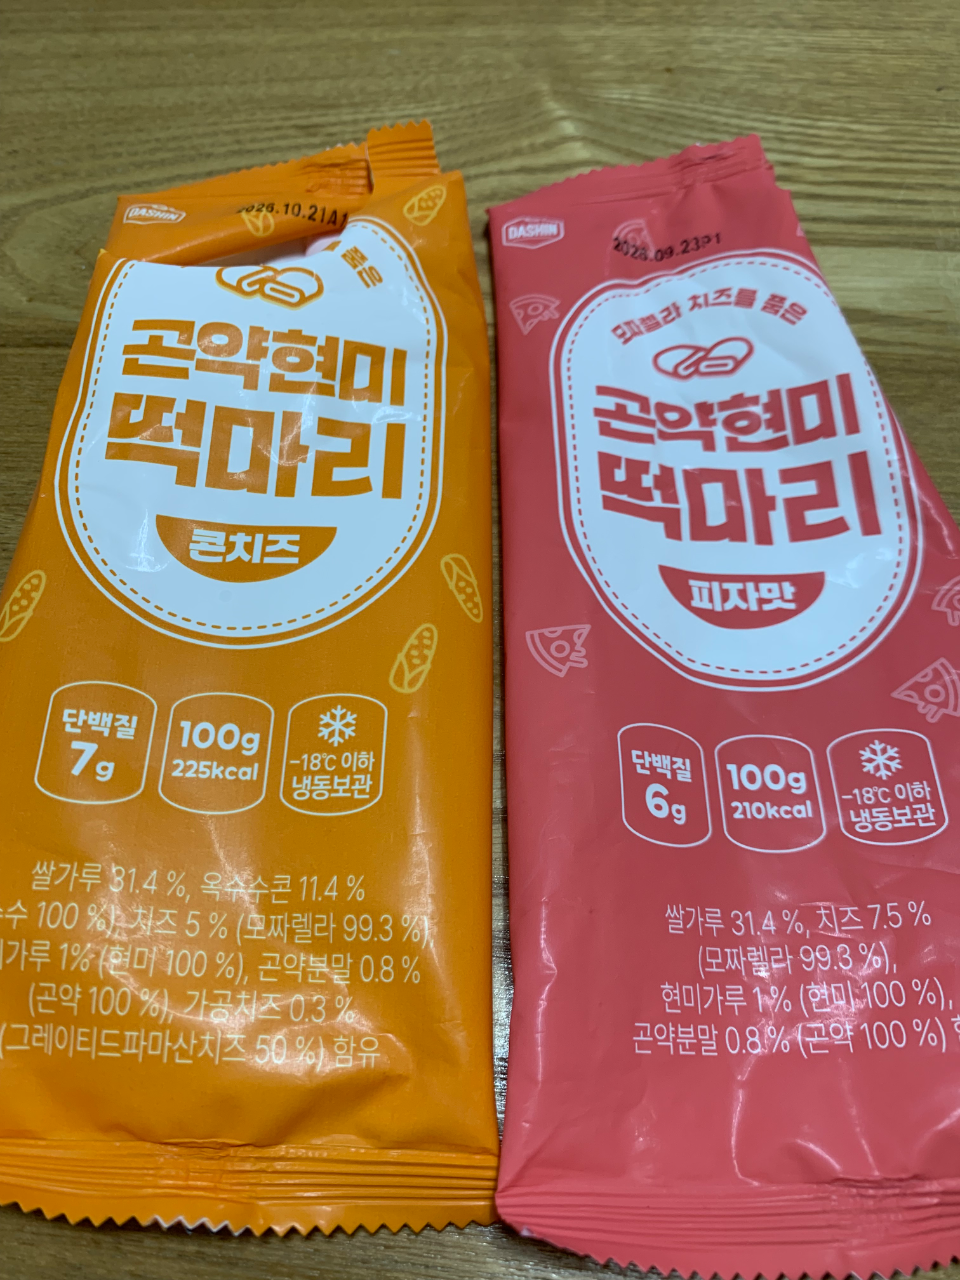 DASHIN
2026.10.21A1
품은
곤약현미
떡마리
콘치즈
단백질
7g
100g
225kcal
-18℃ 이하
냉동보관
쌀가루 31.4 %, 옥수수콘 11.4 %
수 100 %), 치즈 5 % (모짜렐라 99.3 %),
가루 1% (현미 100 %), 곤약분말 0.8 %
(곤약 100 %), 가공치즈 0.3 %
(그레이티드파마산치즈 50 %) 함유
DASHIN
2026.09.23
모짜렐라 치즈를 품은
곤약현미
떡마리
피자맛
단백질
6g
100g
210kcal
-18℃ 이하
냉동보관
쌀가루 31.4 %, 치즈 7.5 %
(모짜렐라 99.3 %),
현미가루 1 % (현미 100 %),
곤약분말 0.8 % (곤약 100 %)